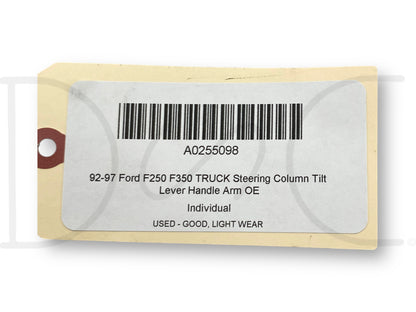 A0255098
92-97 Ford F250 F350 TRUCK Steering Column Tilt
Lever Handle Arm OE
Individual
USED - GOOD, LIGHT WEAR